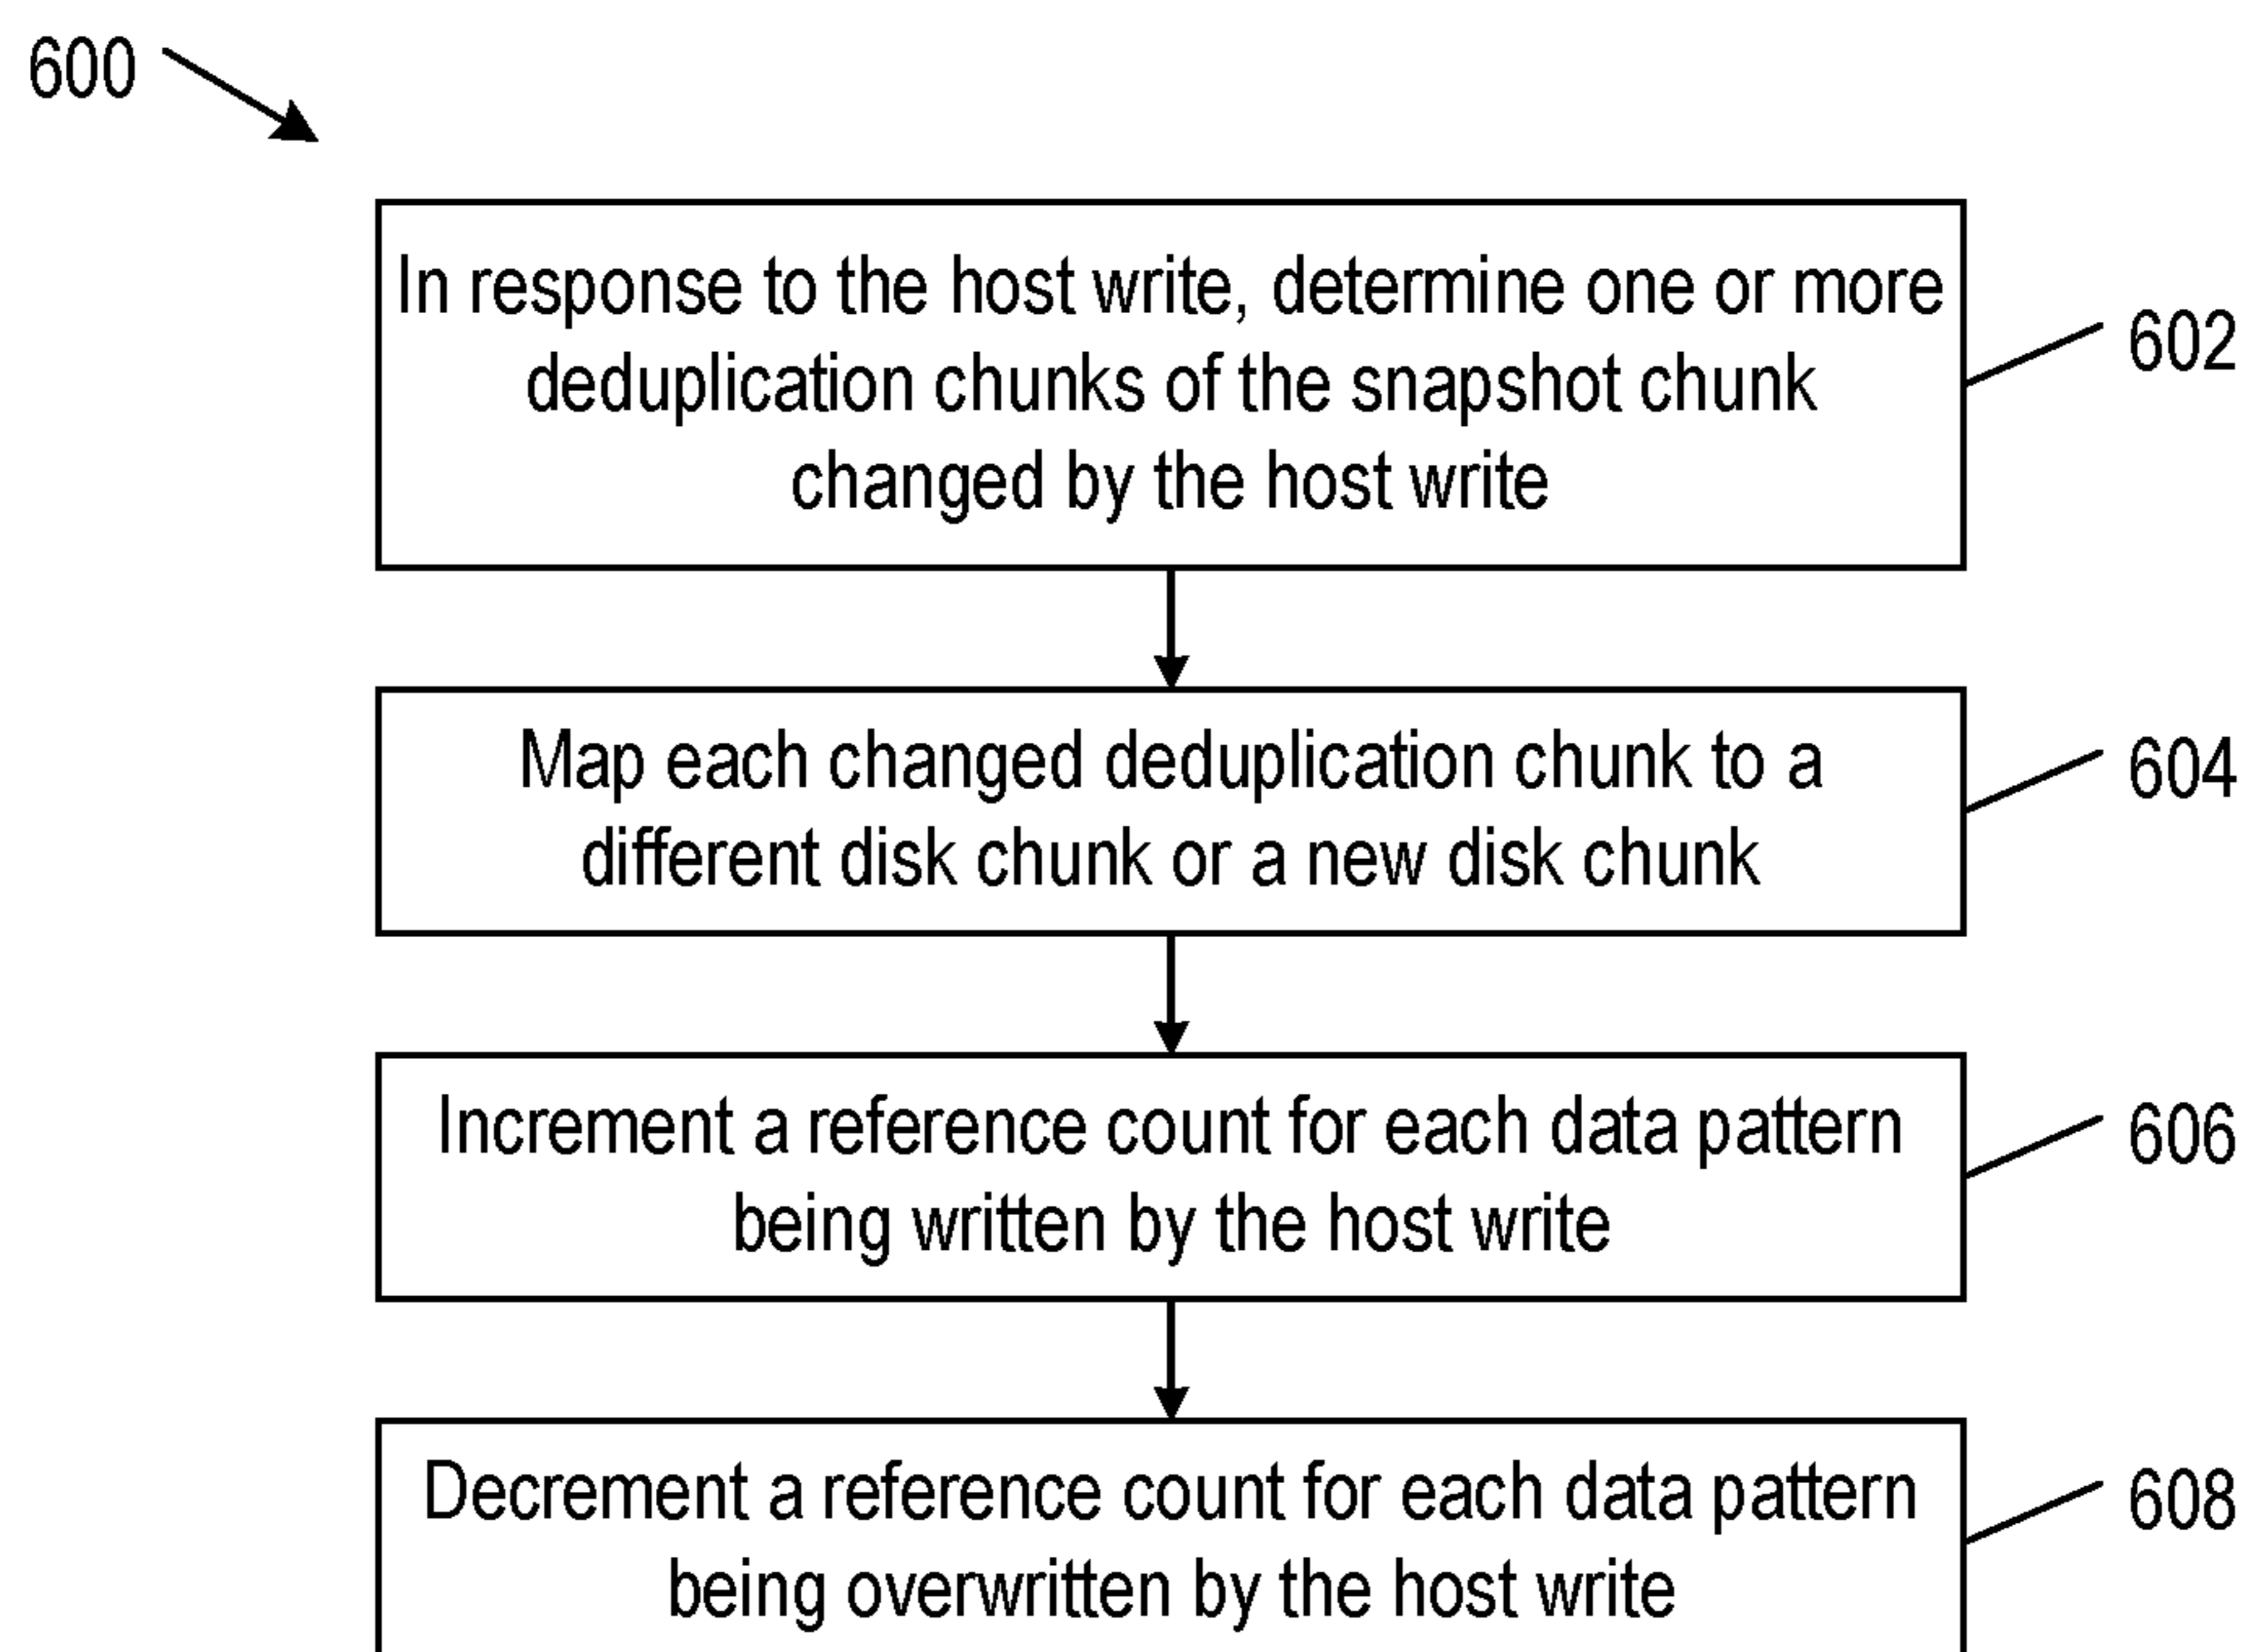 600
In response to the host write, determine one or more
deduplication chunks of the snapshot chunk
changed by the host write
602
Map each changed deduplication chunk to a
different disk chunk or a new disk chunk
604
Increment a reference count for each data pattern
being written by the host write
606
Decrement a reference count for each data pattern
being overwritten by the host write
608